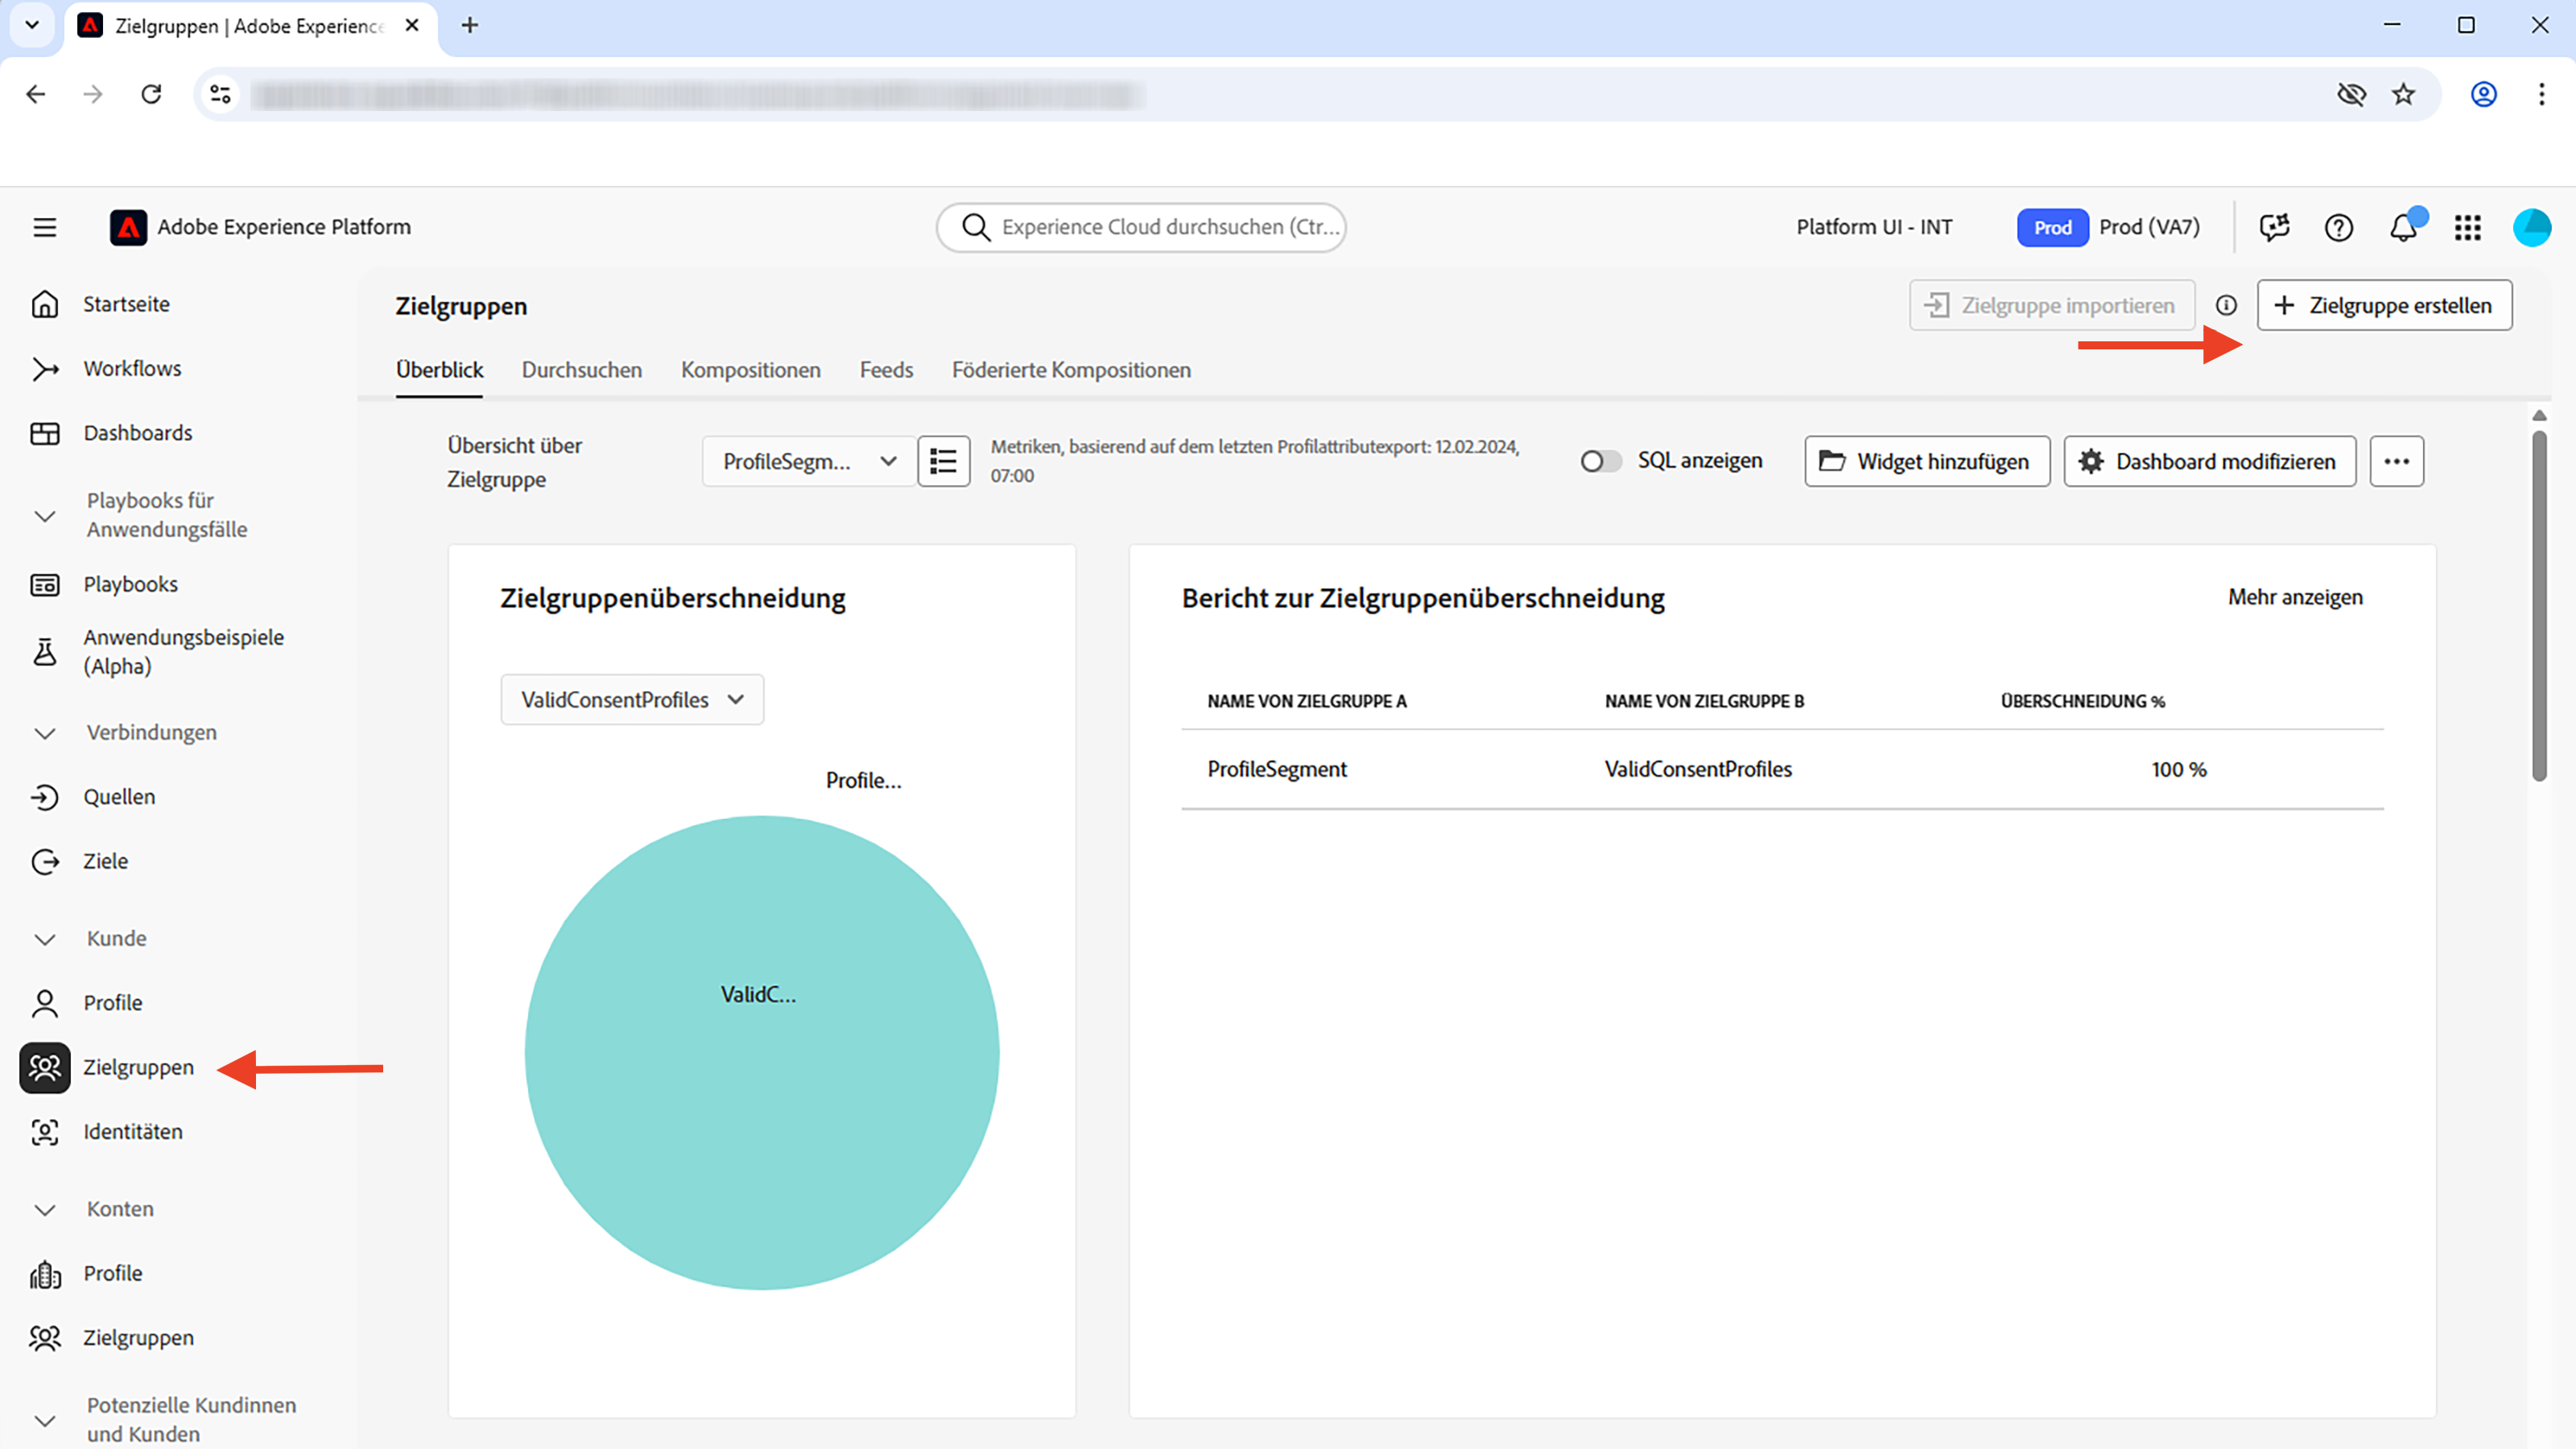 Zielgruppen | Adobe Experience
Adobe Experience Platform
Experience Cloud durchsuchen (Ctr...
Platform UI - INT
Prod
Prod (VA7)
Startseite
Workflows
Dashboards
Playbooks für
Anwendungsfälle
Playbooks
Anwendungsbeispiele
(Alpha)
Verbindungen
Quellen
Ziele
Kunde
Profile
Zielgruppen
Identitäten
Konten
Profile
Zielgruppen
Potenzielle Kundinnen
und Kunden
Zielgruppen
Zielgruppe importieren
Zielgruppe erstellen
Überblick
Durchsuchen
Kompositionen
Feeds
Föderierte Kompositionen
Übersicht über
Zielgruppe
ProfileSegm...
Metriken, basierend auf dem letzten Profilattributexport: 12.02.2024,
07:00
SQL anzeigen
Widget hinzufügen
Dashboard modifizieren
Zielgruppenüberschneidung
ValidConsentProfiles
Profile...
ValidC...
Bericht zur Zielgruppenüberschneidung
Mehr anzeigen
NAME VON ZIELGRUPPE A
NAME VON ZIELGRUPPE B
ÜBERSCHNEIDUNG %
ProfileSegment
ValidConsentProfiles
100 %